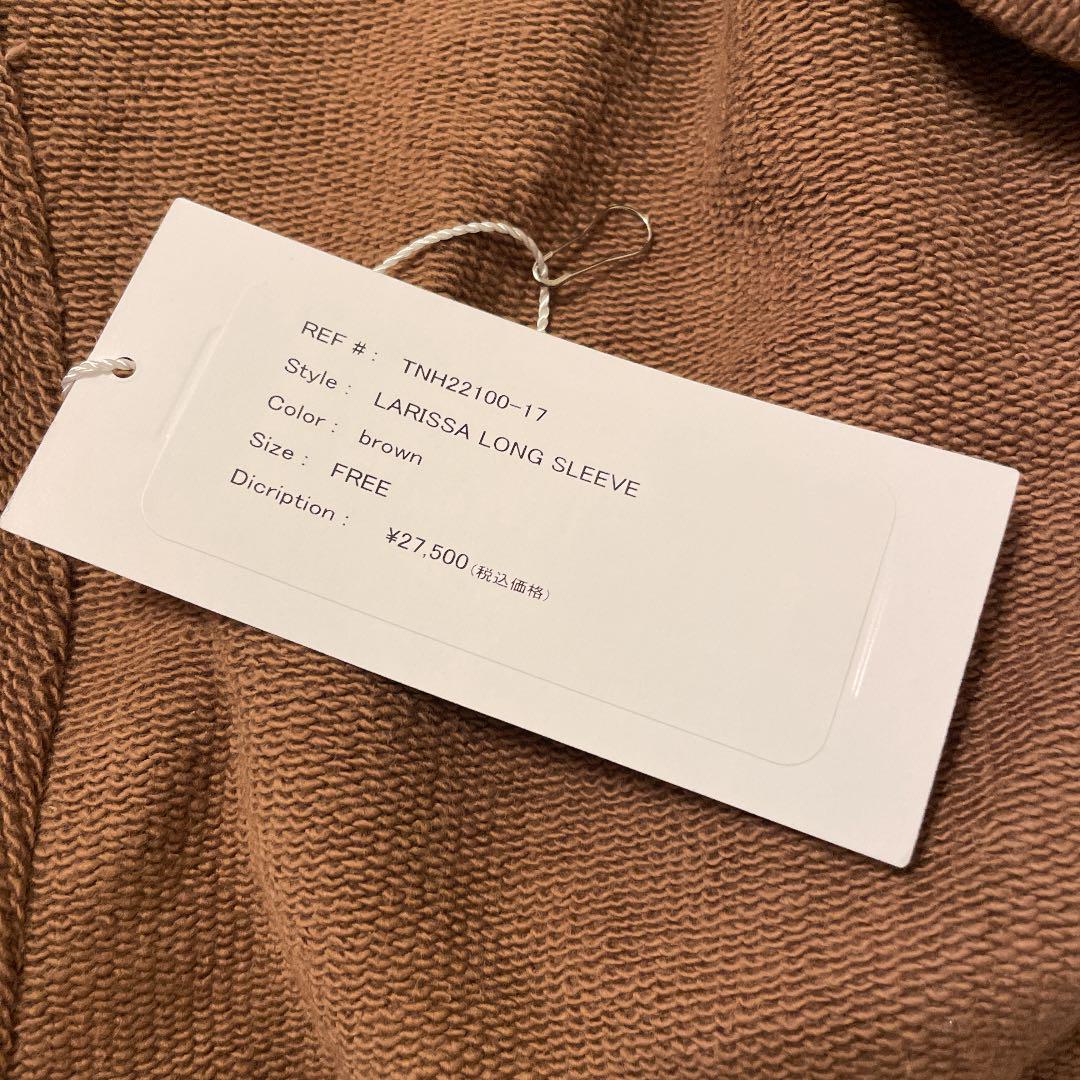 REF #: TNH22100-17
Style: LARISSA LONG SLEEVE
Color: brown
Size: FREE
Dicription:
¥27,500(税込価格)